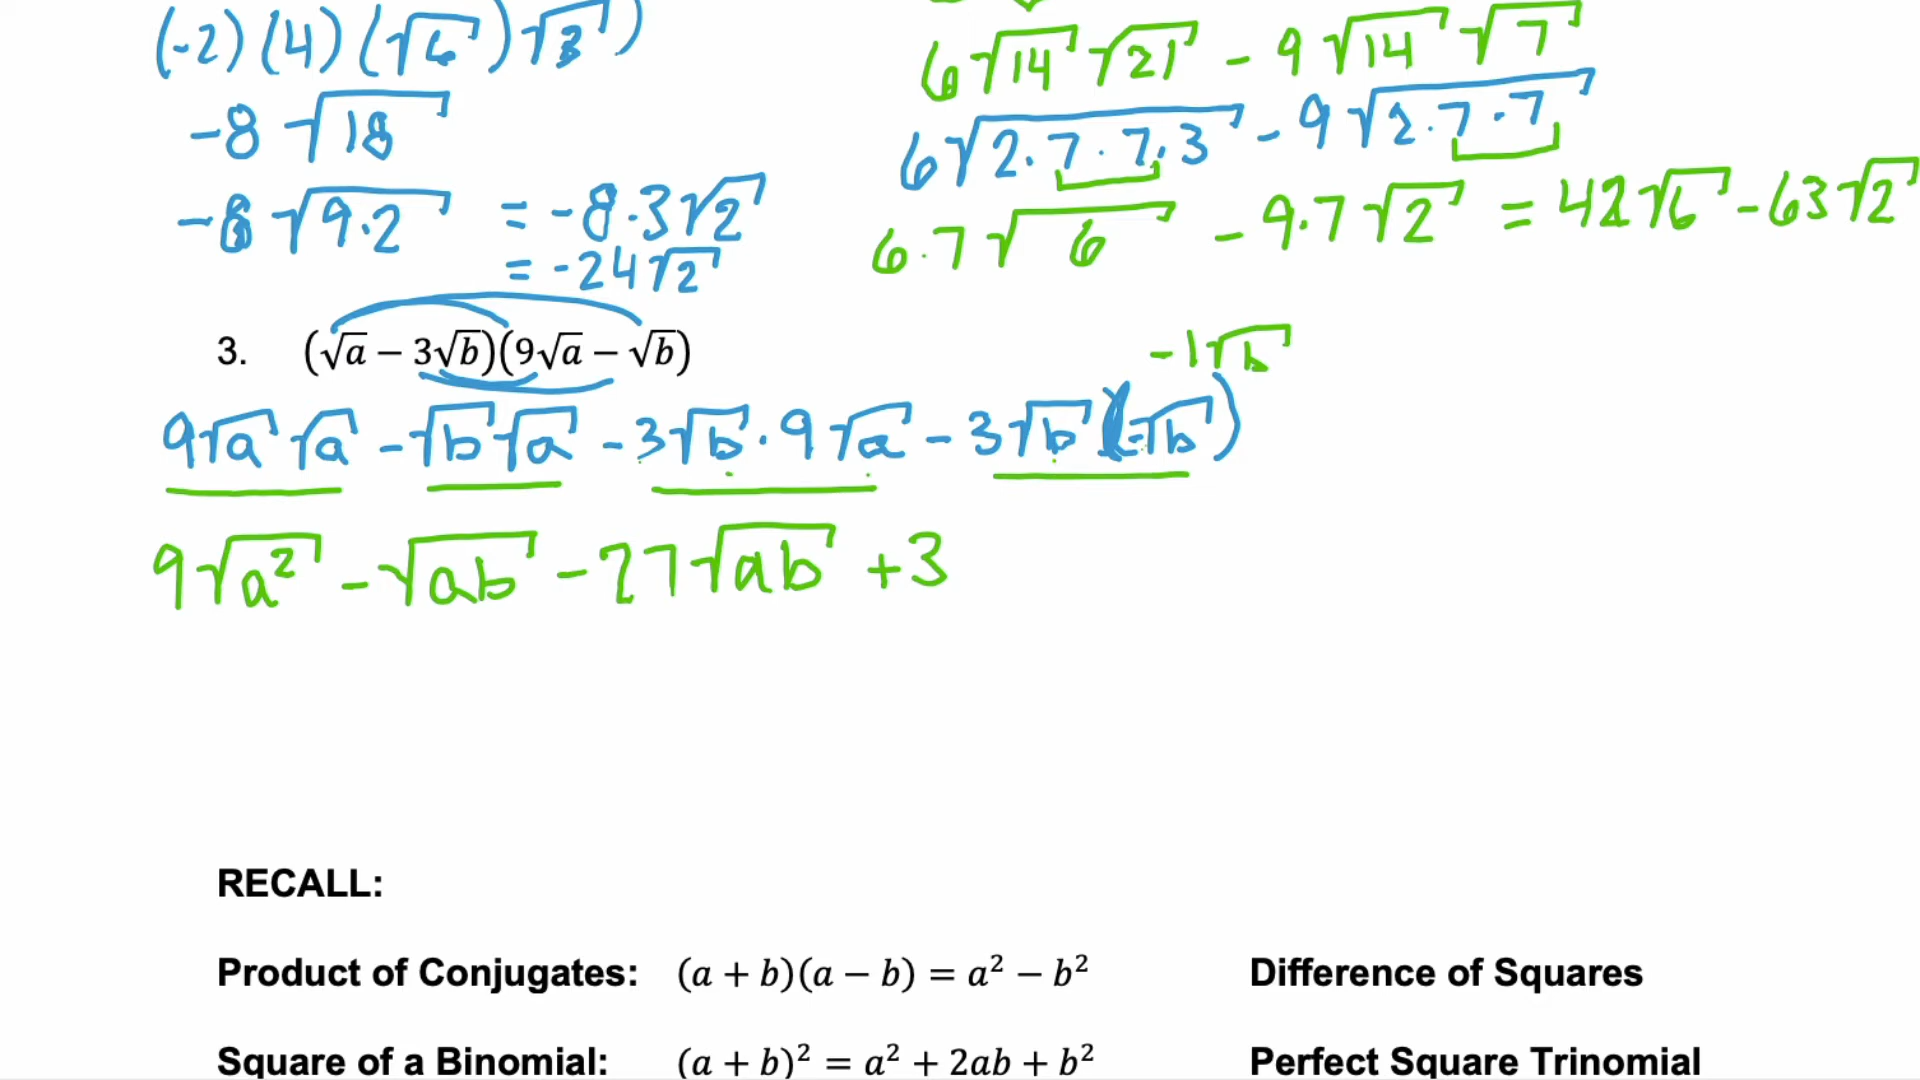 (-2)(4)(√6)√3)
-8√18
-8√9·2 = -8·3√2
= -24√2
6√14 √21 - 9√14 √7
6√2·7·7·3 - 9√2·7·7
6·7√6 - 9·7√2 = 42√6 - 63√2
3. (√a − 3√b)(9√a − √b)
-1√b
9√a √a - √b √a - 3√b · 9√a - 3√b (-√b)
9√a² - √ab - 27√ab + 3
RECALL:
Product of Conjugates: (a + b)(a − b) = a² − b² Difference of Squares
Square of a Binomial: (a + b)² = a² + 2ab + b² Perfect Square Trinomial